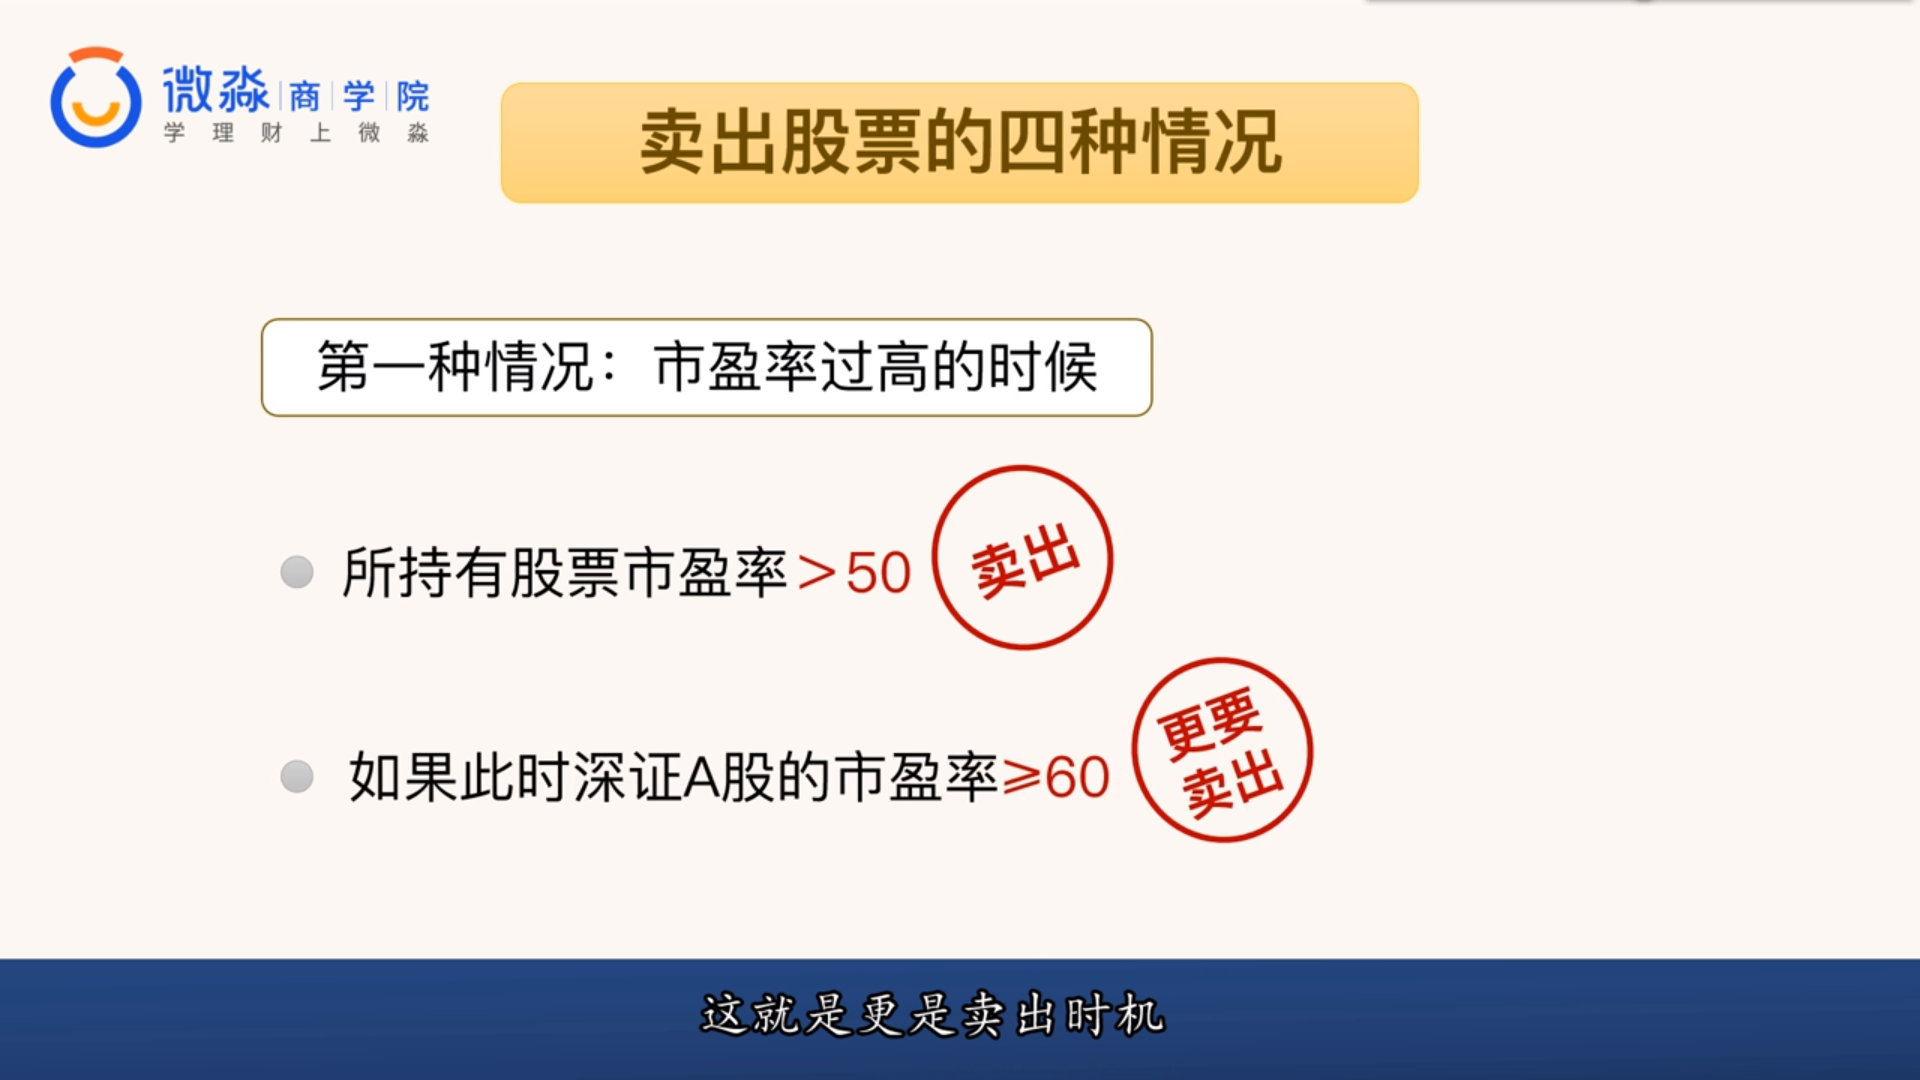 微淼|商|学|院
学理财上微淼
卖出股票的四种情况
第一种情况：市盈率过高的时候
所持有股票市盈率>50
卖出
如果此时深证A股的市盈率⩾60
更要
卖出
这就是更是卖出时机